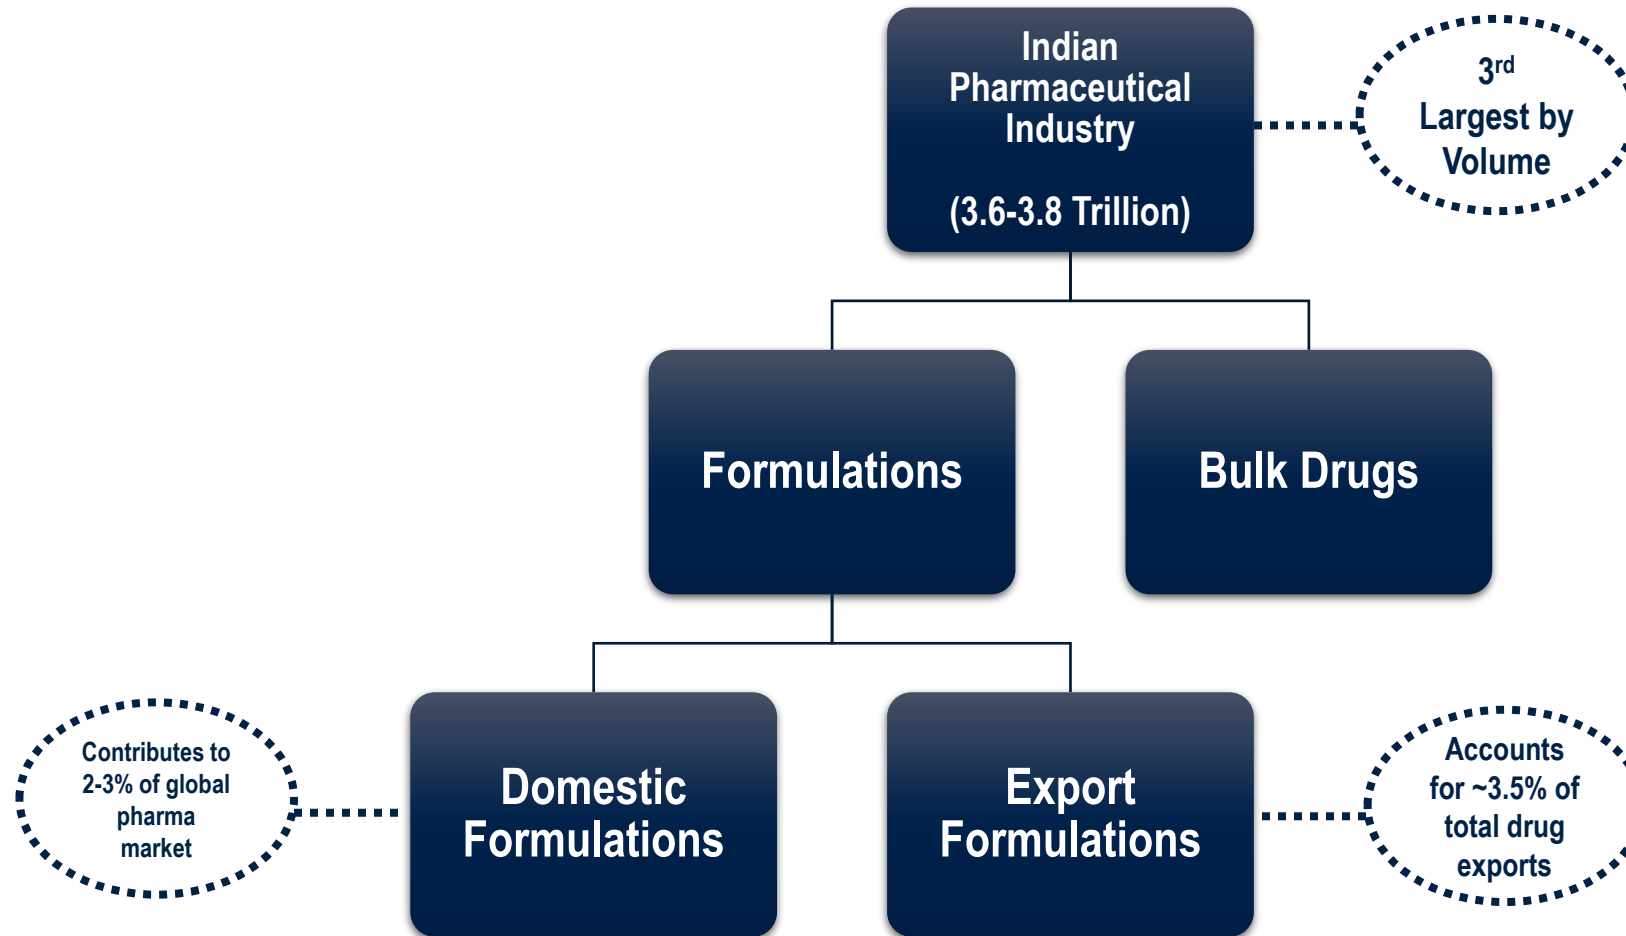 Indian
Pharmaceutical
Industry
(3.6-3.8 Trillion)
3rd
Largest by
Volume
Formulations
Bulk Drugs
Contributes to
2-3% of global
pharma
market
Domestic
Formulations
Export
Formulations
Accounts
for ~3.5% of
total drug
exports